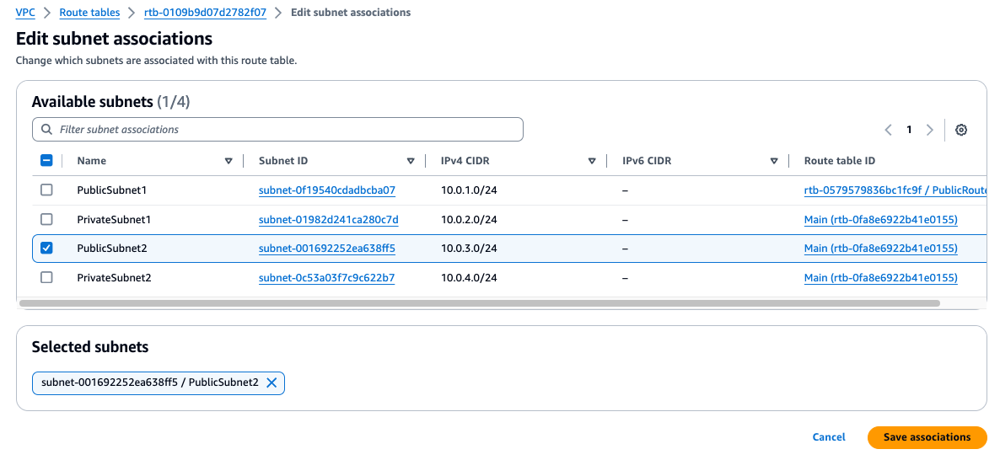 VPC > Route tables > rtb-0109b9d07d2782f07 > Edit subnet associations
Edit subnet associations
Change which subnets are associated with this route table.
Available subnets (1/4)
Filter subnet associations
1
Name Subnet ID IPv4 CIDR IPv6 CIDR Route table ID
PublicSubnet1 subnet-0f19540cdadbcba07 10.0.1.0/24 – rtb-0579579836bc1fc9f / PublicRoute
PrivateSubnet1 subnet-01982d241ca280c7d 10.0.2.0/24 – Main (rtb-0fa8e6922b41e0155)
PublicSubnet2 subnet-001692252ea638ff5 10.0.3.0/24 – Main (rtb-0fa8e6922b41e0155)
PrivateSubnet2 subnet-0c53a03f7c9c622b7 10.0.4.0/24 – Main (rtb-0fa8e6922b41e0155)
Selected subnets
subnet-001692252ea638ff5 / PublicSubnet2
Cancel Save associations